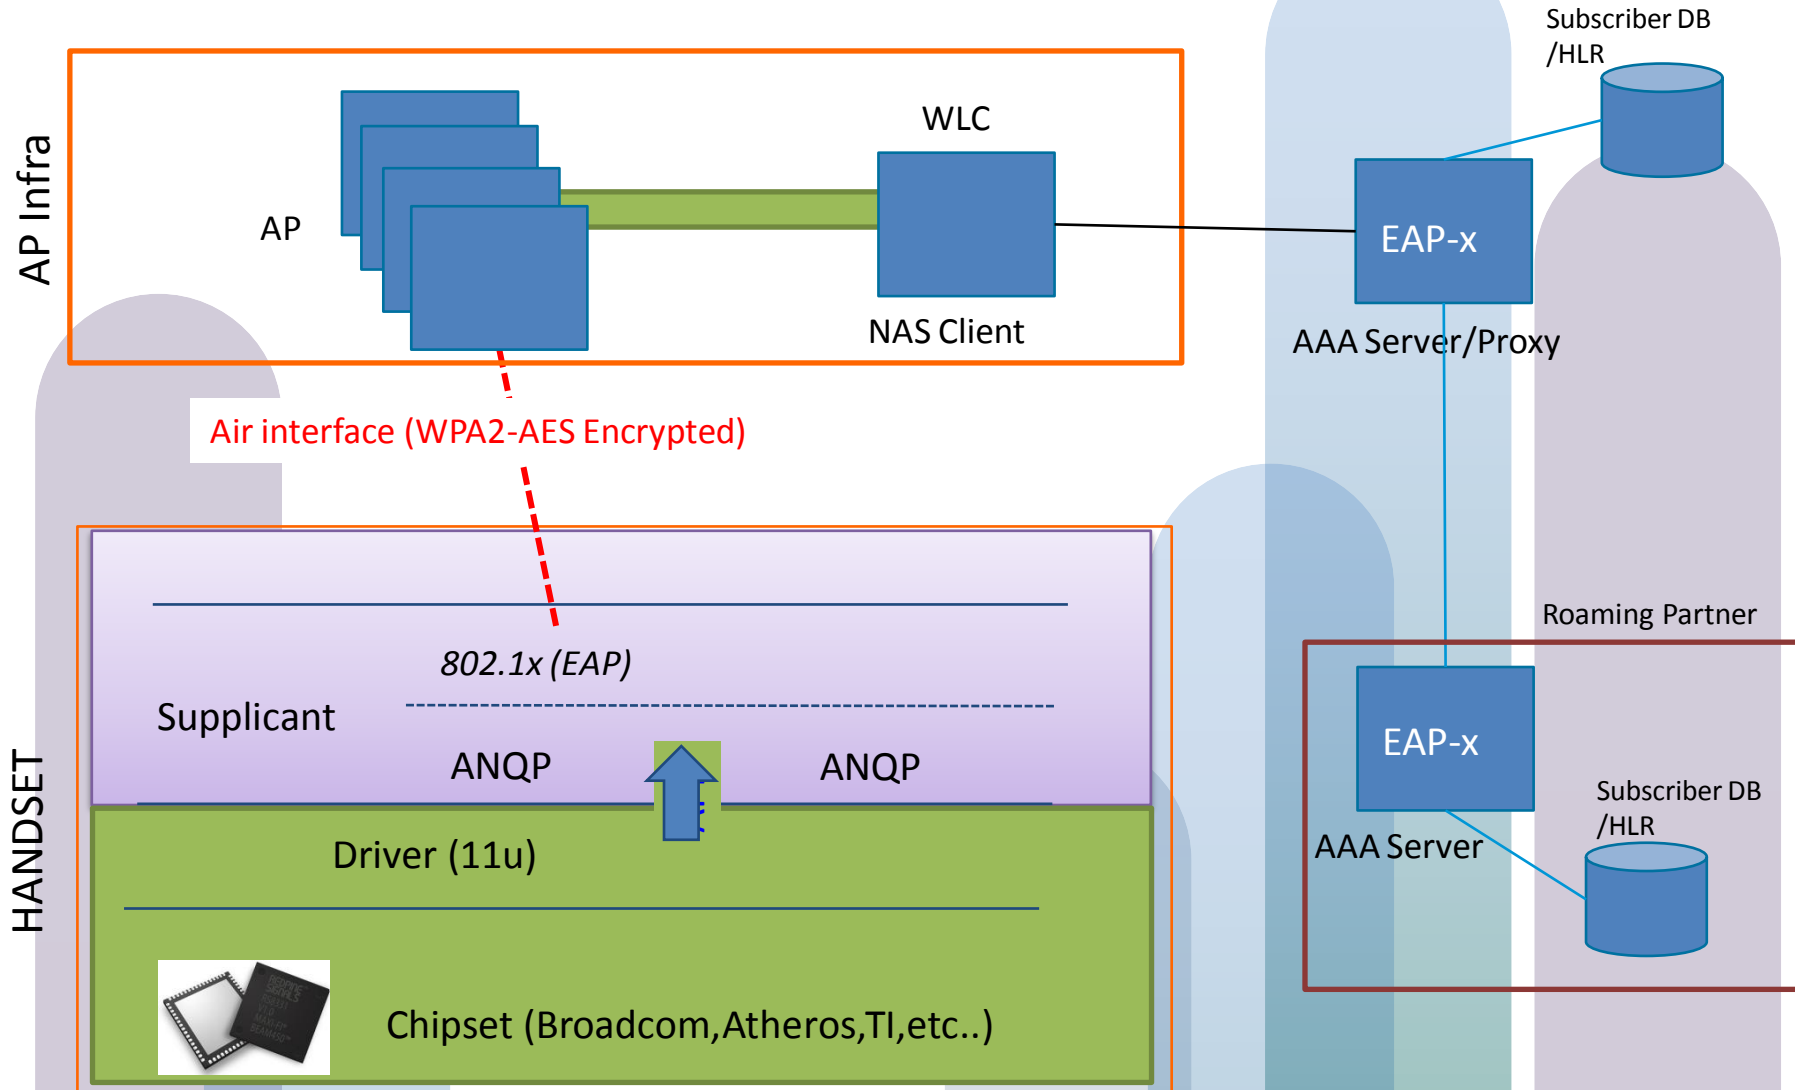 Subscriber DB
/HLR
WLC
AP Infra
AP
EAP-x
NAS Client
AAA Server/Proxy
Air interface (WPA2-AES Encrypted)
Roaming Partner
802.1x (EAP)
Supplicant
EAP-x
ANQP
ANQP
HANDSET
Subscriber DB
/HLR
Driver (11u)
AAA Server
REDPINE
SIGNALS
Chipset (Broadcom,Atheros,TI,etc..)